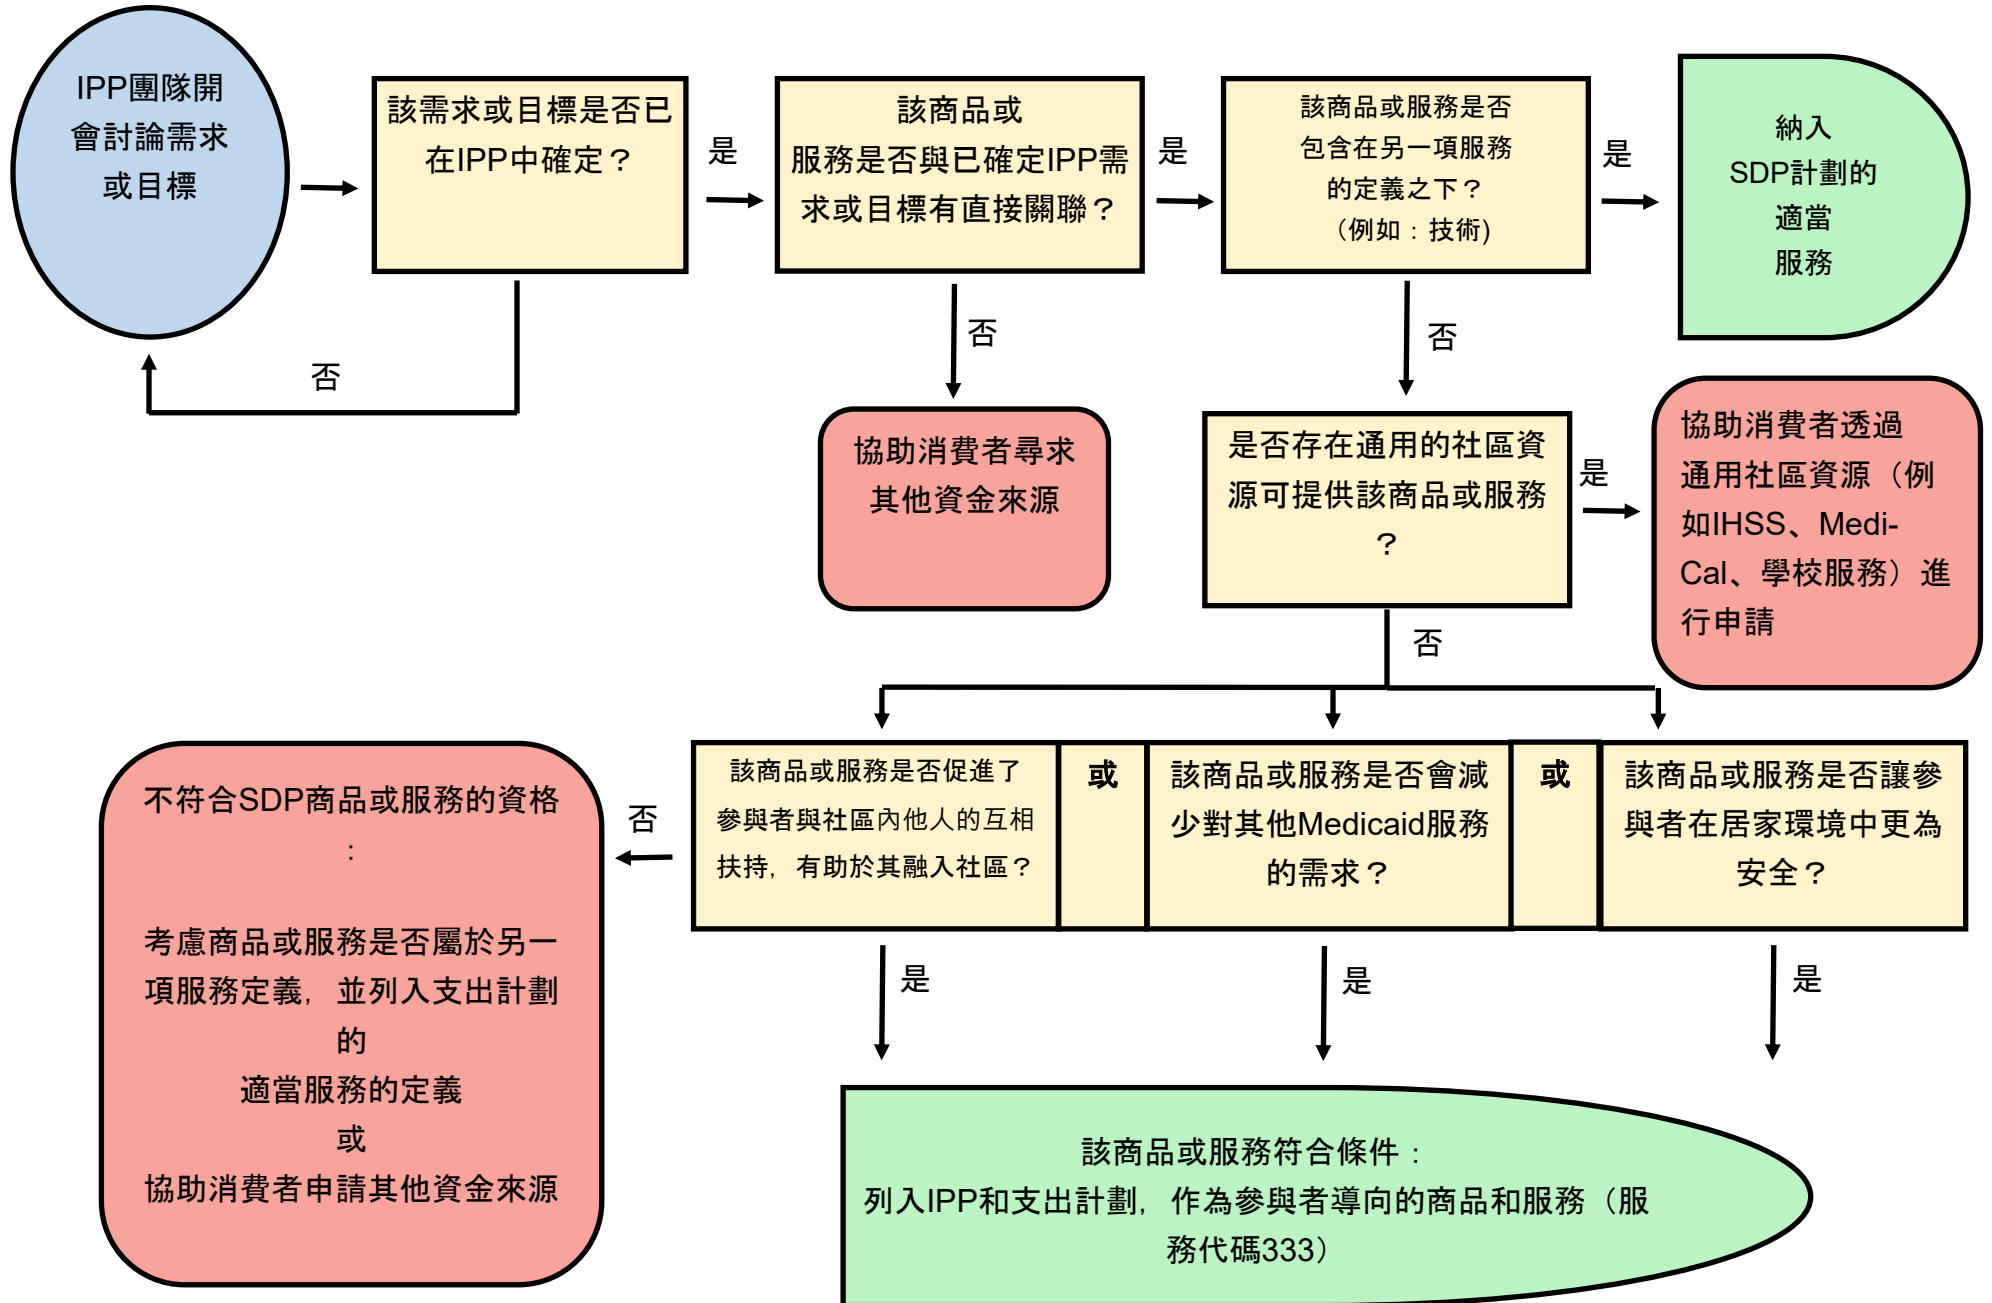 IPP團隊開
會討論需求
或目標
該需求或目標是否已
在IPP中確定？
是
該商品或
服務是否與已確定IPP需
求或目標有直接關聯？
是
該商品或服務是否
包含在另一項服務
的定義之下？
（例如：技術)
是
納入
SDP計劃的
適當
服務
否
否
否
協助消費者尋求
其他資金來源
是否存在通用的社區資
源可提供該商品或服務
？
是
協助消費者透過
通用社區資源（例
如IHSS、Medi-
Cal、學校服務）進
行申請
否
不符合SDP商品或服務的資格
：
考慮商品或服務是否屬於另一
項服務定義，並列入支出計劃
的
適當服務的定義
或
協助消費者申請其他資金來源
否
該商品或服務是否促進了
參與者與社區內他人的互相
扶持，有助於其融入社區？
或
該商品或服務是否會減
少對其他Medicaid服務
的需求？
或
該商品或服務是否讓參
與者在居家環境中更為
安全？
是
是
是
該商品或服務符合條件：
列入IPP和支出計劃，作為參與者導向的商品和服務（服
務代碼333）